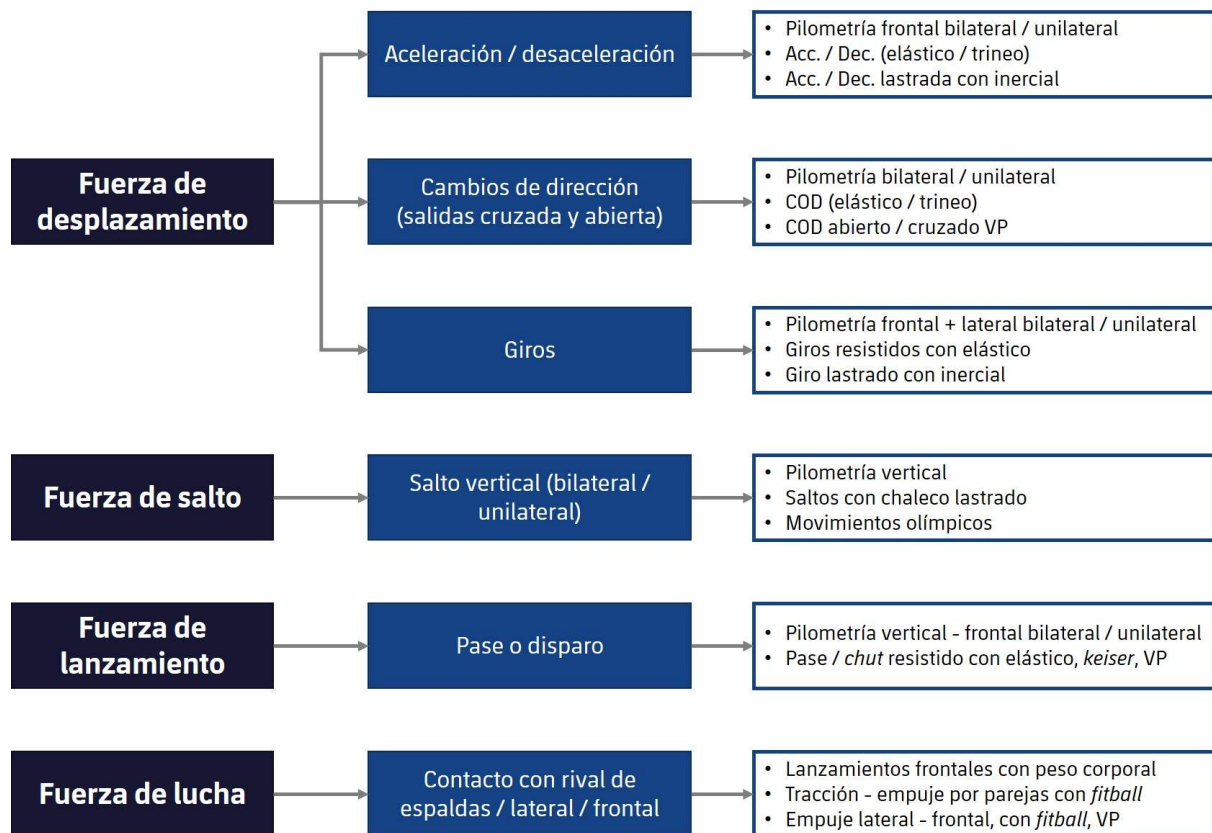 Aceleración / desaceleración
• Pilometría frontal bilateral / unilateral
• Acc. / Dec. (elástico / trineo)
• Acc. / Dec. lastrada con inercial
Fuerza de
desplazamiento
Cambios de dirección
(salidas cruzada y abierta)
• Pilometría bilateral / unilateral
• COD (elástico / trineo)
• COD abierto / cruzado VP
Giros
• Pilometría frontal + lateral bilateral / unilateral
• Giros resistidos con elástico
• Giro lastrado con inercial
Fuerza de salto
Salto vertical (bilateral /
unilateral)
• Pilometría vertical
• Saltos con chaleco lastrado
• Movimientos olímpicos
Fuerza de
lanzamiento
Pase o disparo
• Pilometría vertical - frontal bilateral / unilateral
• Pase / chut resistido con elástico, keiser, VP
Fuerza de lucha
Contacto con rival de
espaldas / lateral / frontal
• Lanzamientos frontales con peso corporal
• Tracción - empuje por parejas con fitball
• Empuje lateral - frontal, con fitball, VP